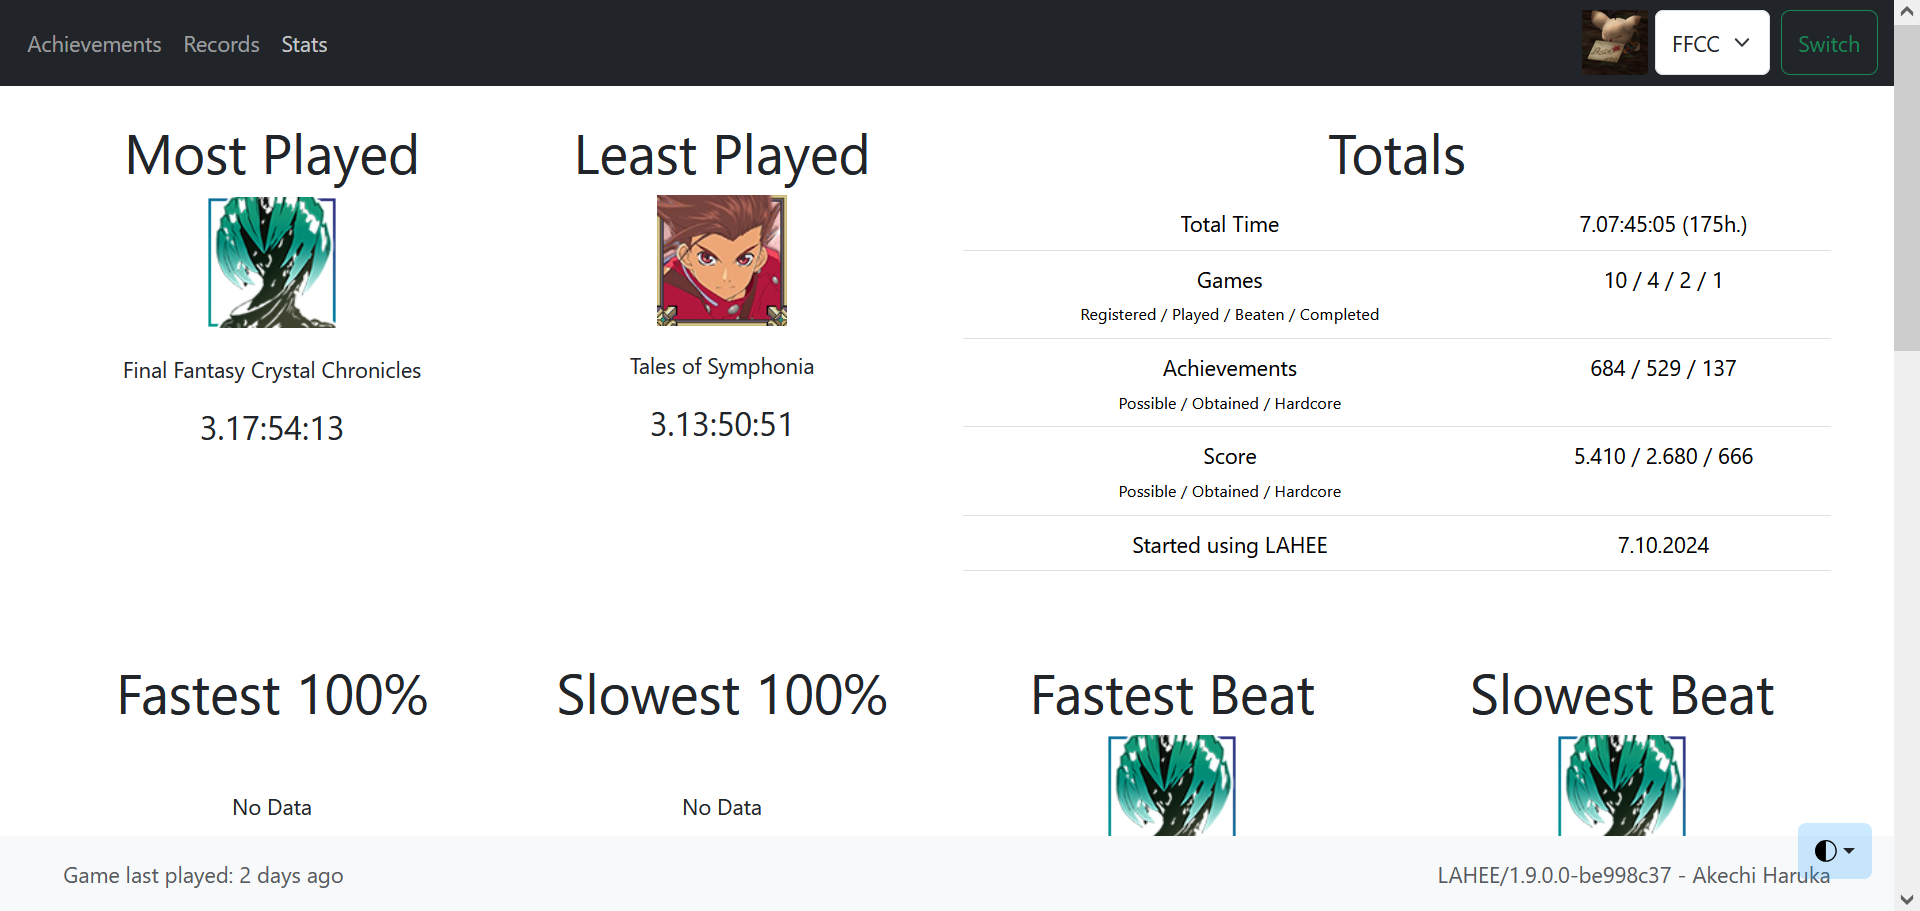 Achievements Records Stats
FFCC
Switch
Most Played
Final Fantasy Crystal Chronicles
3.17:54:13
Least Played
Tales of Symphonia
3.13:50:51
Totals
Total Time 7.07:45:05 (175h.)
Games 10 / 4 / 2 / 1
Registered / Played / Beaten / Completed
Achievements 684 / 529 / 137
Possible / Obtained / Hardcore
Score 5.410 / 2.680 / 666
Possible / Obtained / Hardcore
Started using LAHEE 7.10.2024
Fastest 100%
No Data
Slowest 100%
No Data
Fastest Beat
Slowest Beat
Game last played: 2 days ago
LAHEE/1.9.0.0-be998c37 - Akechi Haruka